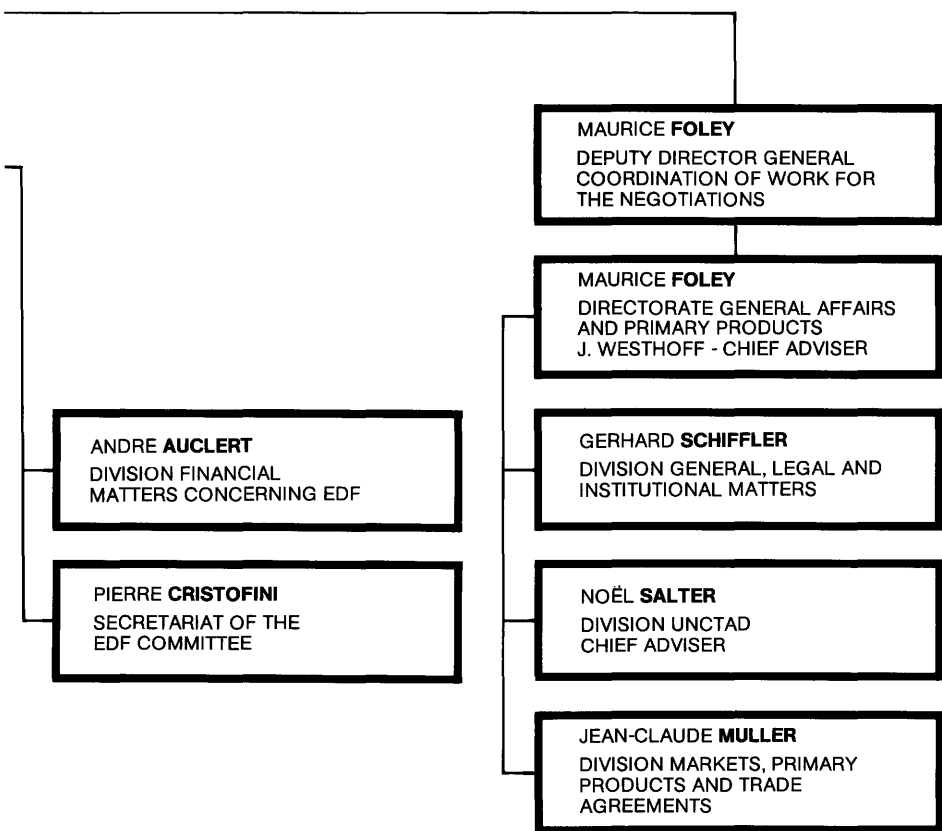 MAURICE FOLEY
DEPUTY DIRECTOR GENERAL
COORDINATION OF WORK FOR
THE NEGOTIATIONS
MAURICE FOLEY
DIRECTORATE GENERAL AFFAIRS
AND PRIMARY PRODUCTS
J. WESTHOFF - CHIEF ADVISER
ANDRE AUCLERT
DIVISION FINANCIAL
MATTERS CONCERNING EDF
GERHARD SCHIFFLER
DIVISION GENERAL, LEGAL AND
INSTITUTIONAL MATTERS
PIERRE CRISTOFINI
SECRETARIAT OF THE
EDF COMMITTEE
NOËL SALTER
DIVISION UNCTAD
CHIEF ADVISER
JEAN-CLAUDE MULLER
DIVISION MARKETS, PRIMARY
PRODUCTS AND TRADE
AGREEMENTS